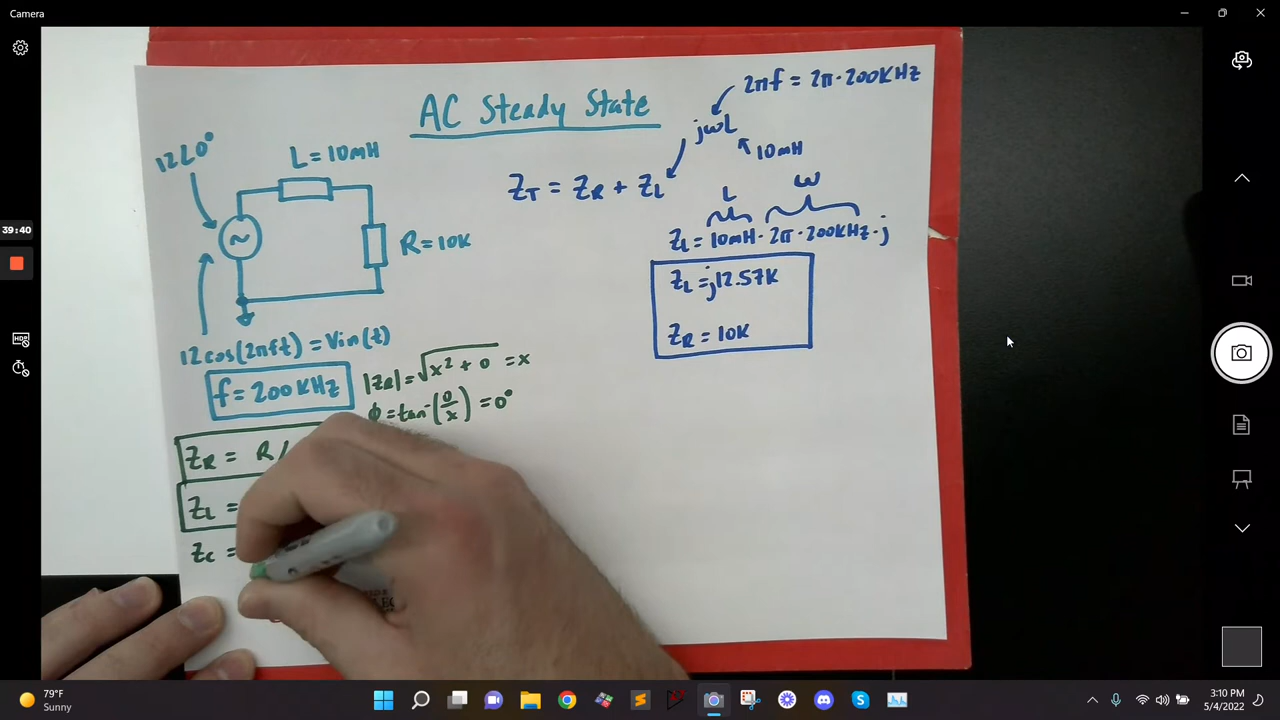 Camera
39:40
AC Steady State
2πf = 2π·200KHz
jωL
10mH
12∠0°
L=10mH
R=10K
Z_T = Z_R + Z_L
L
ω
Z_L = 10mH·2π·200KHz·j
Z_L = j12.57K
Z_R = 10K
12cos(2πft) = Vin(t)
f=200KHz
|Z_R| = √x² + 0 = x
ϕ = tan⁻(0/x) = 0°
Z_R = R/
Z_L =
Z_C =
79°F
Sunny
3:10 PM
5/4/2022